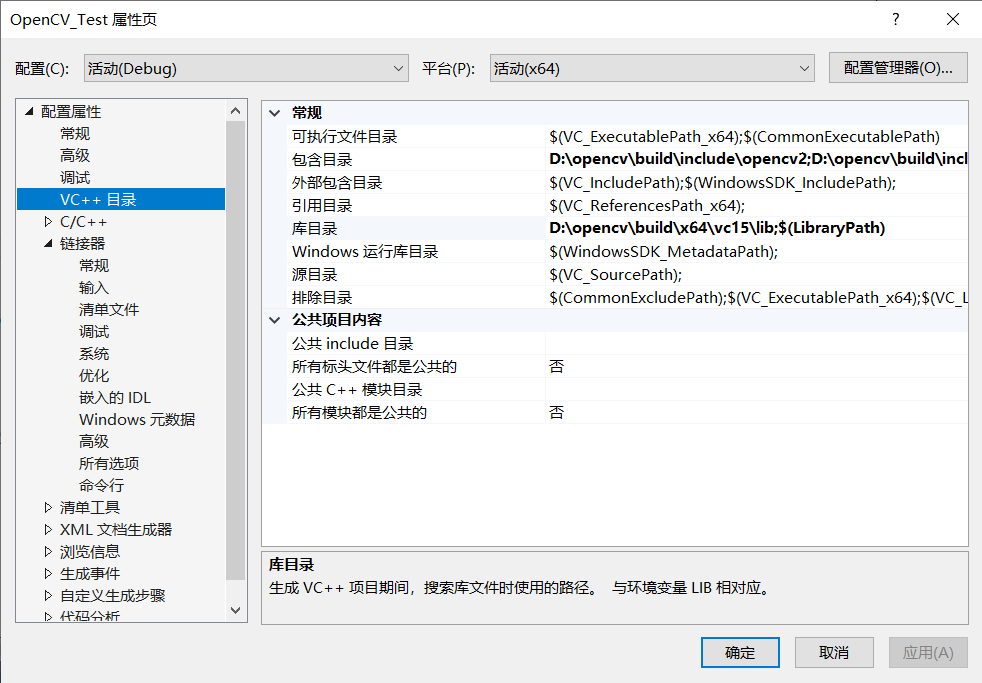 OpenCV_Test 属性页
配置(C): 活动(Debug) 平台(P): 活动(x64) 配置管理器(O)...
配置属性
常规
高级
调试
VC++ 目录
C/C++
链接器
常规
输入
清单文件
调试
系统
优化
嵌入的 IDL
Windows 元数据
高级
所有选项
命令行
清单工具
XML 文档生成器
浏览信息
生成事件
自定义生成步骤
代码分析
常规
可执行文件目录 $(VC_ExecutablePath_x64);$(CommonExecutablePath)
包含目录 D:\opencv\build\include\opencv2;D:\opencv\build\incl
外部包含目录 $(VC_IncludePath);$(WindowsSDK_IncludePath);
引用目录 $(VC_ReferencesPath_x64);
库目录 D:\opencv\build\x64\vc15\lib;$(LibraryPath)
Windows 运行库目录 $(WindowsSDK_MetadataPath);
源目录 $(VC_SourcePath);
排除目录 $(CommonExcludePath);$(VC_ExecutablePath_x64);$(VC_L
公共项目内容
公共 include 目录
所有标头文件都是公共的 否
公共 C++ 模块目录
所有模块都是公共的 否
库目录
生成 VC++ 项目期间，搜索库文件时使用的路径。 与环境变量 LIB 相对应。
确定 取消 应用(A)